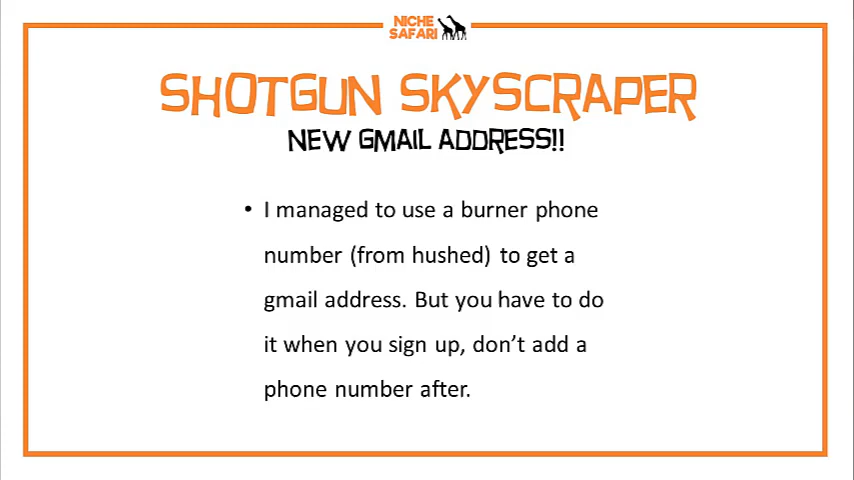 NICHE
SAFARI
SHOTGUN SKYSCRAPER
NEW GMAIL ADDRESS!!
• I managed to use a burner phone
number (from hushed) to get a
gmail address. But you have to do
it when you sign up, don’t add a
phone number after.